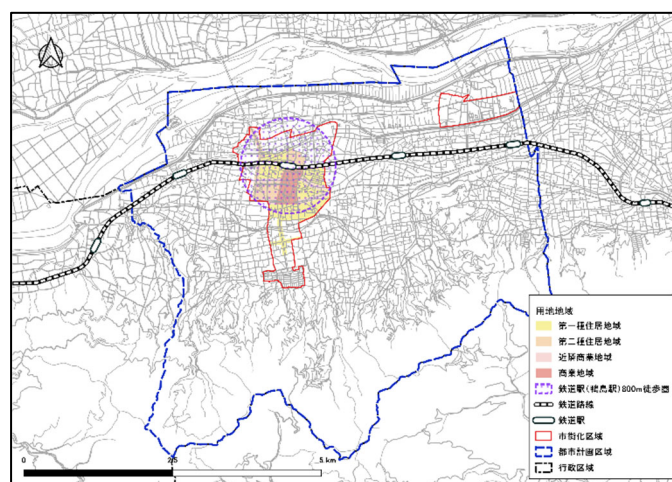 用途地域
第一種住居地域
第二種住居地域
近隣商業地域
商業地域
鉄道駅(鴨島駅)800m徒歩圏
鉄道路線
鉄道駅
市街化区域
都市計画区域
行政区域
0 2.5 5 km